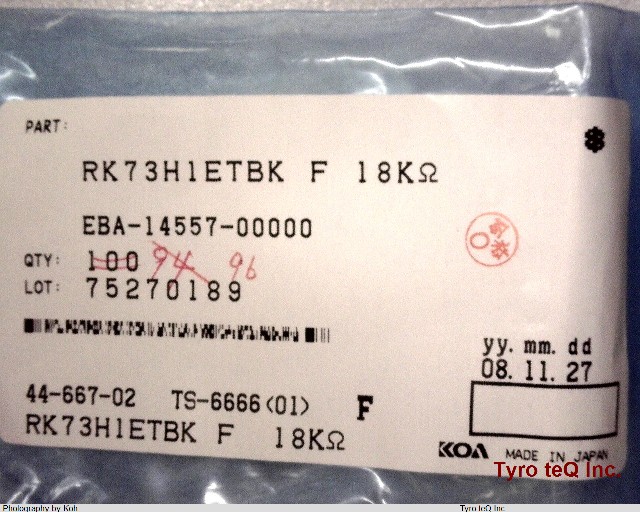 PART:
RK73H1ETBK F 18KΩ
EBA-14557-00000
QTY: 100 94 96
LOT: 75270189
yy. mm. dd
08. 11. 27
44-667-02 TS-6666(01) F
RK73H1ETBK F 18KΩ
KOA MADE IN JAPAN
Tyro teQ Inc.
Photography by Koh Tyro teQ Inc